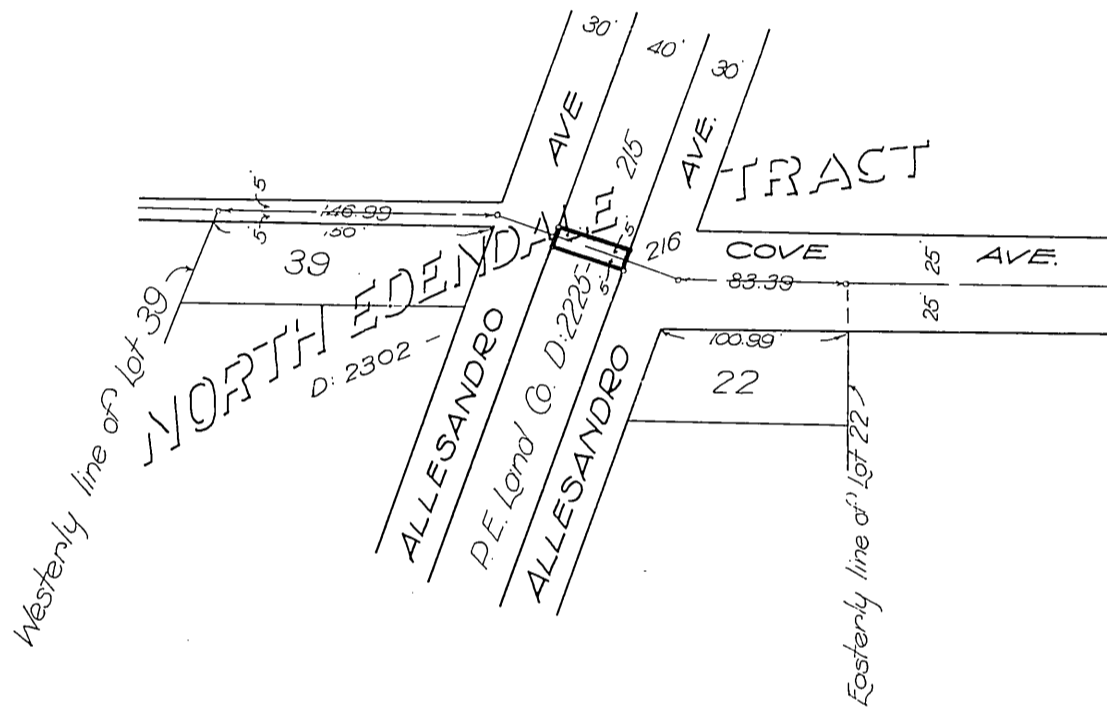 30'
40'
30'
AVE
215
AVE.
TRACT
5'
146.99
5'
150'
39
NORTH EDENDALE
5'
5'
216
COVE AVE.
83.39
25'
25'
D: 2302
Westerly line of Lot 39
ALLESANDRO
P.E. Land Co. D:2225-
ALLESANDRO
100.99'
22
Easterly line of Lot 22